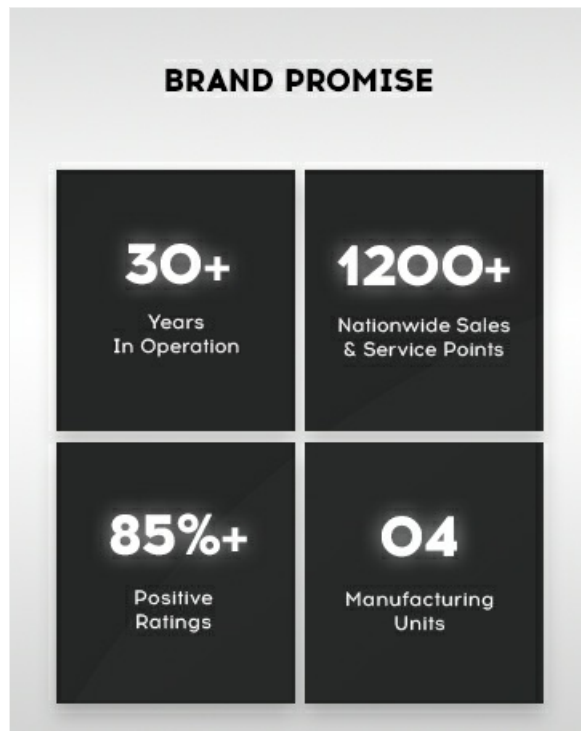 BRAND PROMISE
30+
Years
In Operation
1200+
Nationwide Sales
& Service Points
85%+
Positive
Ratings
04
Manufacturing
Units